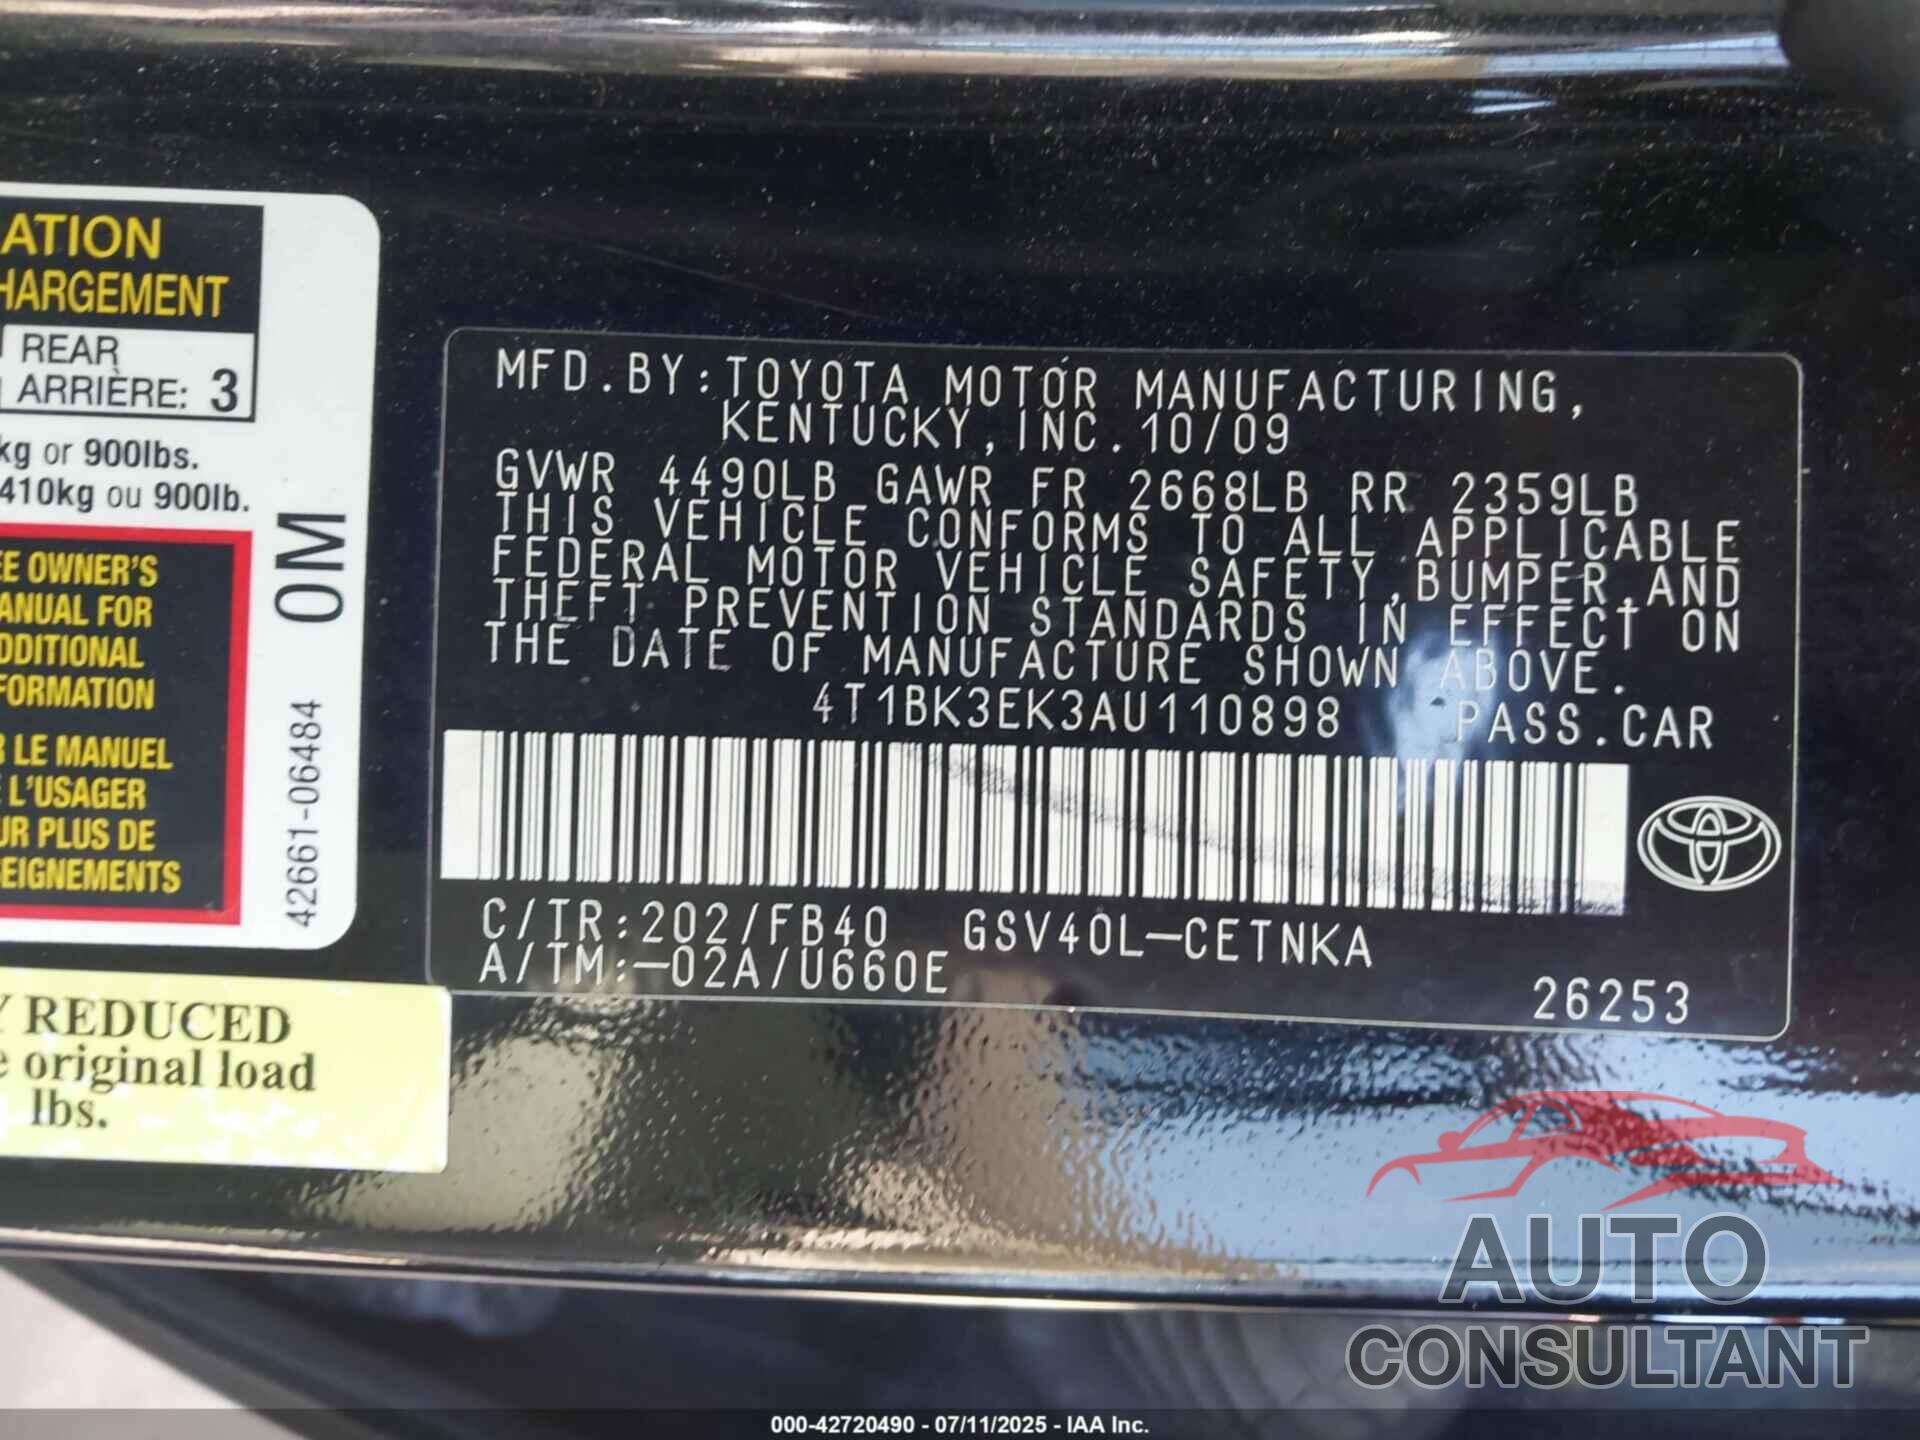 ATION
HARGEMENT
REAR
ARRIÈRE: 3
kg or 900lbs.
410kg ou 900lb.
E OWNER'S
ANUAL FOR
DDITIONAL
FORMATION
LE MANUEL
L'USAGER
UR PLUS DE
SEIGNEMENTS
0M
42661-06484
Y REDUCED
e original load
lbs.
MFD.BY:TOYOTA MOTOR MANUFACTURING,
KENTUCKY,INC.10/09
GVWR 4490LB GAWR FR 2668LB RR 2359LB
THIS VEHICLE CONFORMS TO ALL APPLICABLE
FEDERAL MOTOR VEHICLE SAFETY,BUMPER,AND
THEFT PREVENTION STANDARDS IN EFFECT ON
THE DATE OF MANUFACTURE SHOWN ABOVE.
4T1BK3EK3AU110898 PASS.CAR
C/TR:202/FB40 GSV40L-CETNKA
A/TM:-02A/U660E
26253
AUTO
CONSULTANT
000-42720490 - 07/11/2025 - IAA Inc.